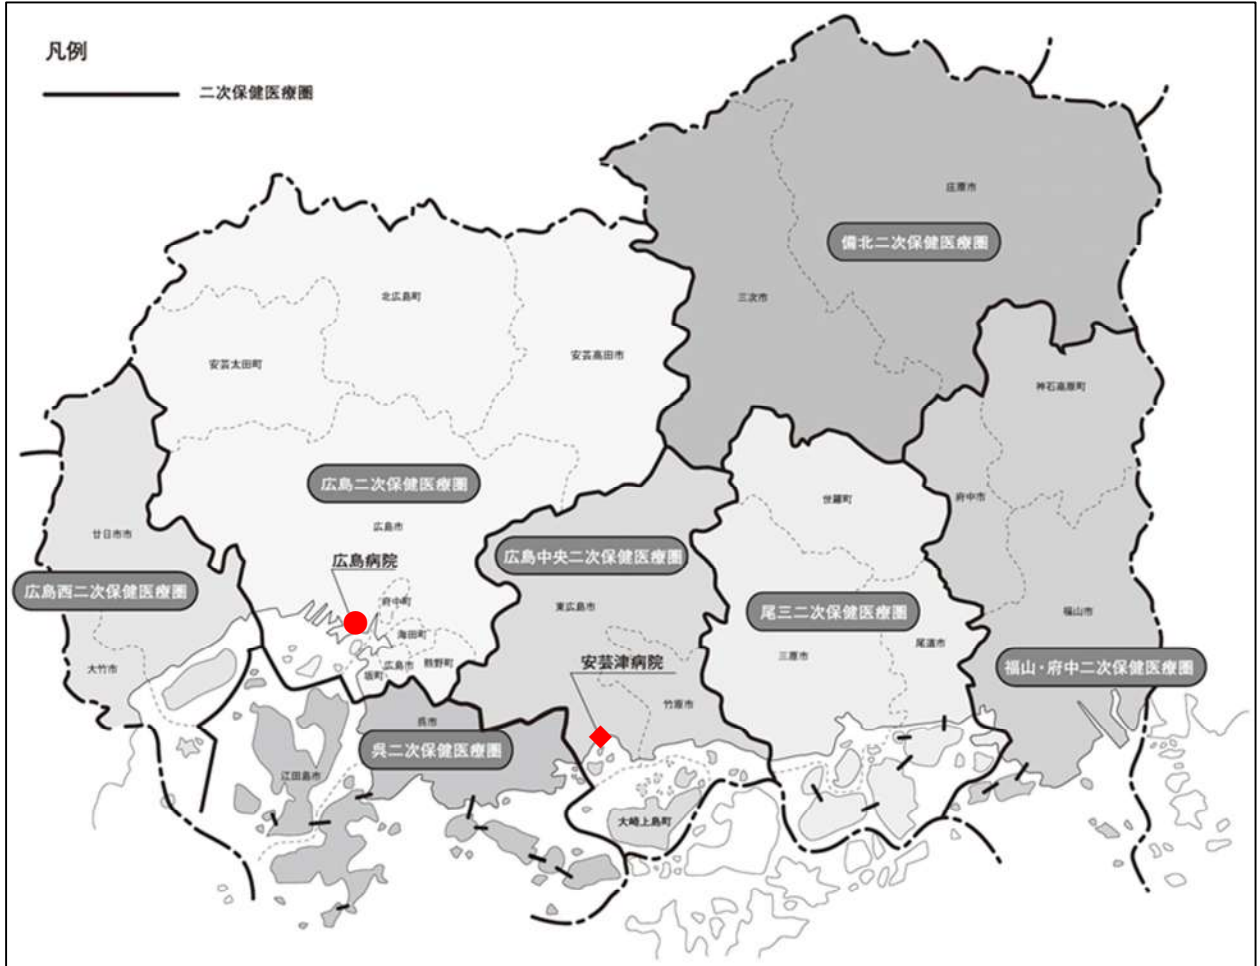 凡例
二次保健医療圏
庄原市
備北二次保健医療圏
三次市
北広島町
安芸太田町
安芸高田市
神石高原町
広島二次保健医療圏
世羅町
府中市
広島市
廿日市市
広島中央二次保健医療圏
広島病院
広島西二次保健医療圏
府中町
東広島市
尾三二次保健医療圏
福山市
海田町
尾道市
三原市
安芸津病院
広島市
熊野町
福山・府中二次保健医療圏
大竹市
坂町
竹原市
呉市
呉二次保健医療圏
江田島市
大崎上島町